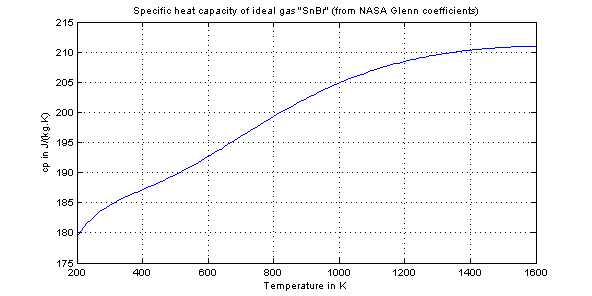 Specific heat capacity of ideal gas "SnBr" (from NASA Glenn coefficients)
215
210
205
200
195
190
185
180
175
cp in J/(kg.K)
200 400 600 800 1000 1200 1400 1600
Temperature in K